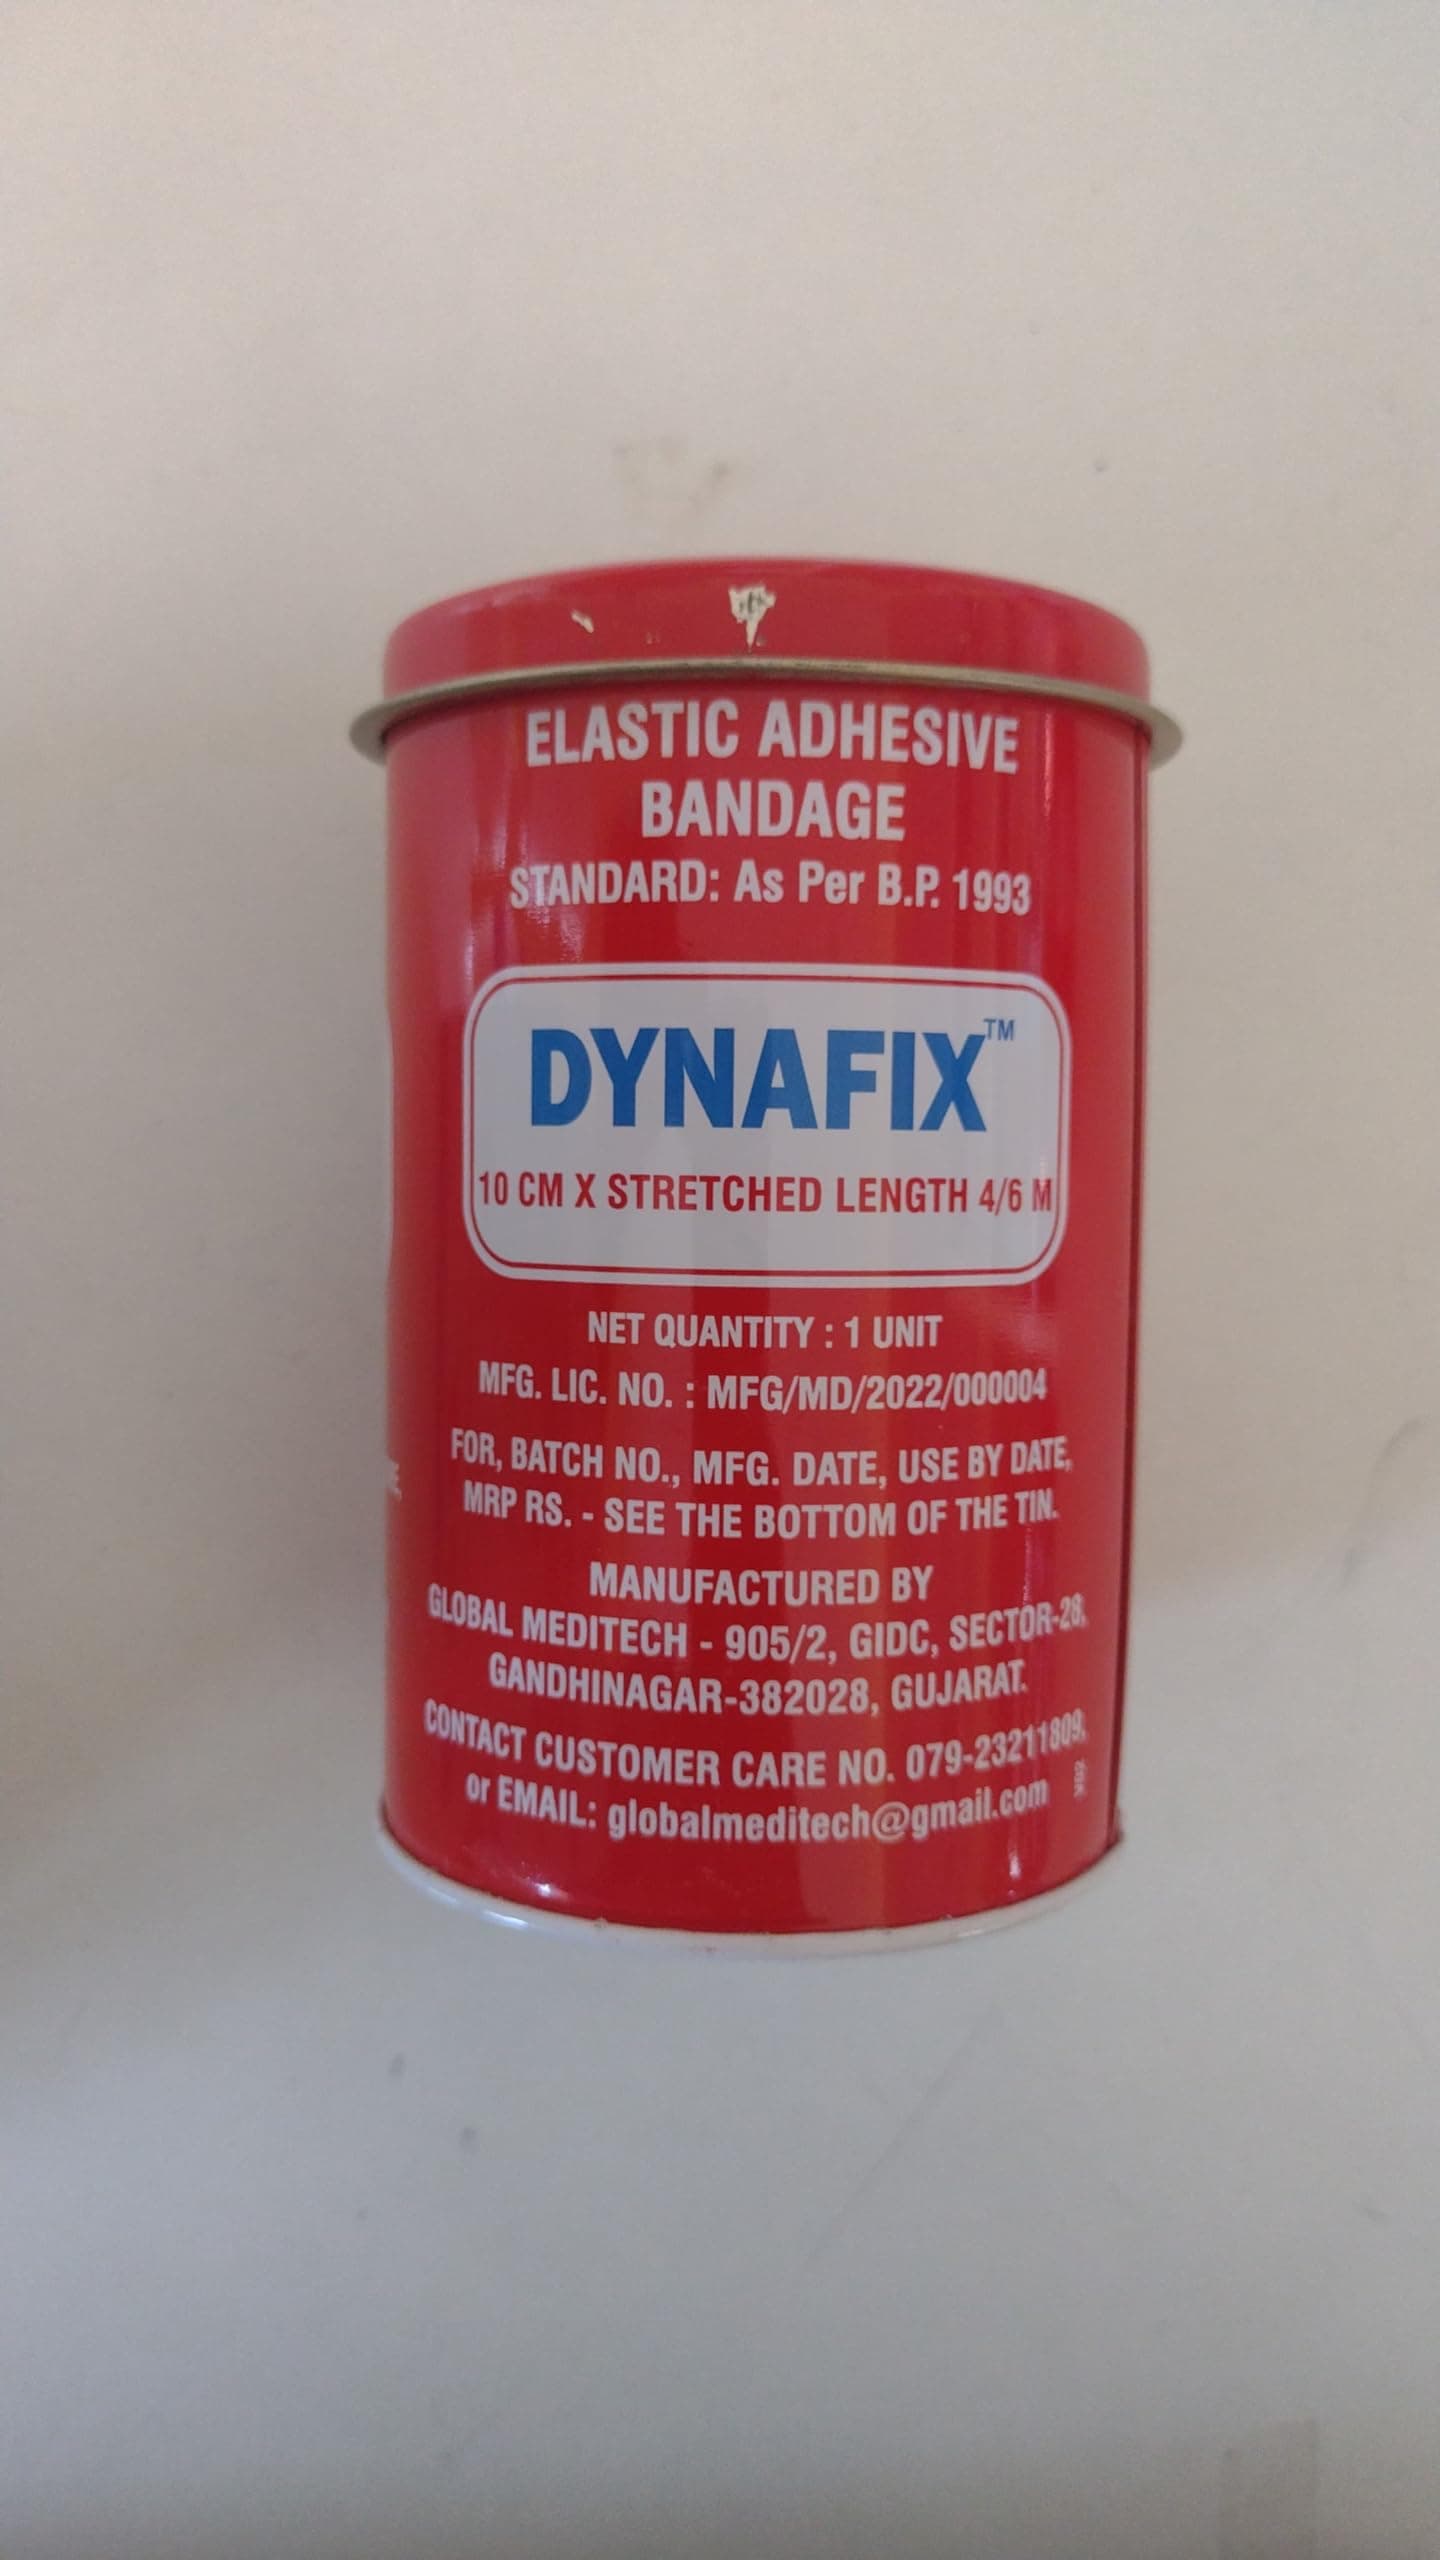 ELASTIC ADHESIVE
BANDAGE
STANDARD: As Per B.P. 1993
DYNAFIX™
10 CM X STRETCHED LENGTH 4/6 M
NET QUANTITY : 1 UNIT
MFG. LIC. NO. : MFG/MD/2022/000004
FOR, BATCH NO., MFG. DATE, USE BY DATE,
MRP RS. - SEE THE BOTTOM OF THE TIN.
MANUFACTURED BY
GLOBAL MEDITECH - 905/2, GIDC, SECTOR-28,
GANDHINAGAR-382028, GUJARAT.
CONTACT CUSTOMER CARE NO. 079-23211809,
or EMAIL: globalmeditech@gmail.com